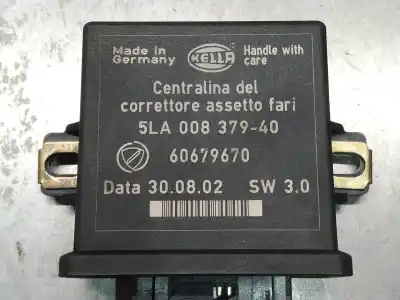 Made in
Germany
HELLA
Handle with
care
Centralina del
correttore assetto fari
5LA 008 379-40
60679670
Data 30.08.02 SW 3.0